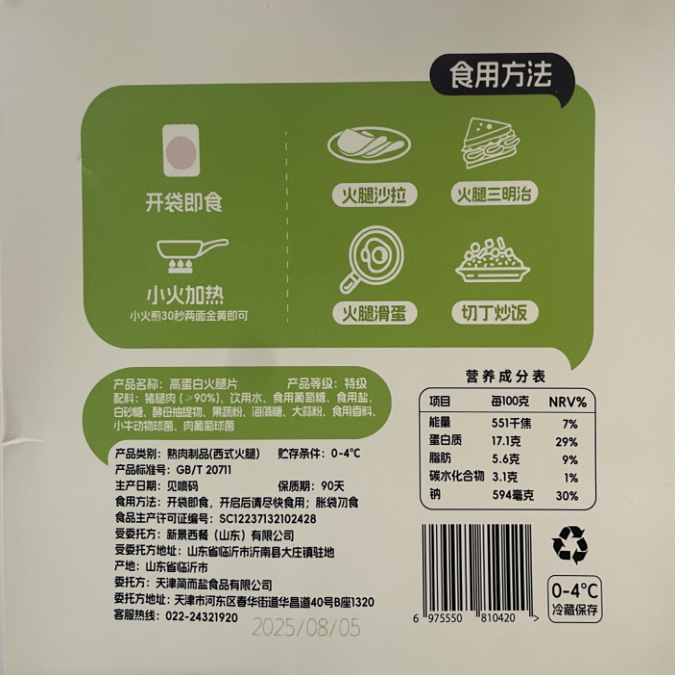 食用方法
开袋即食
小火加热
小火煎30秒两面金黄即可
火腿沙拉
火腿三明治
火腿滑蛋
切丁炒饭
产品名称：高蛋白火腿片 产品等级：特级
配料：猪腿肉（≥90%）、饮用水、食用葡萄糖、食用盐、
白砂糖、酵母抽提物、果蔬粉、海藻糖、大蒜粉、食用香料、
小牛动物球菌、肉葡萄球菌
产品类别：熟肉制品(西式火腿) 贮存条件：0-4℃
产品标准号：GB/T 20711
生产日期：见喷码 保质期：90天
食用方法：开袋即食，开启后请尽快食用；胀袋勿食
食品生产许可证编号：SC12237132102428
受委托方：新景西餐（山东）有限公司
受委托方地址：山东省临沂市沂南县大庄镇驻地
产地：山东省临沂市
委托方：天津简而盐食品有限公司
委托方地址：天津市河东区春华街道华昌道40号B座1320
客服热线：022-24321920
2025/08/05
营养成分表
项目 每100克 NRV%
能量 551千焦 7%
蛋白质 17.1克 29%
脂肪 5.6克 9%
碳水化合物 3.1克 1%
钠 594毫克 30%
6 975550 810420 >
0-4℃
冷藏保存